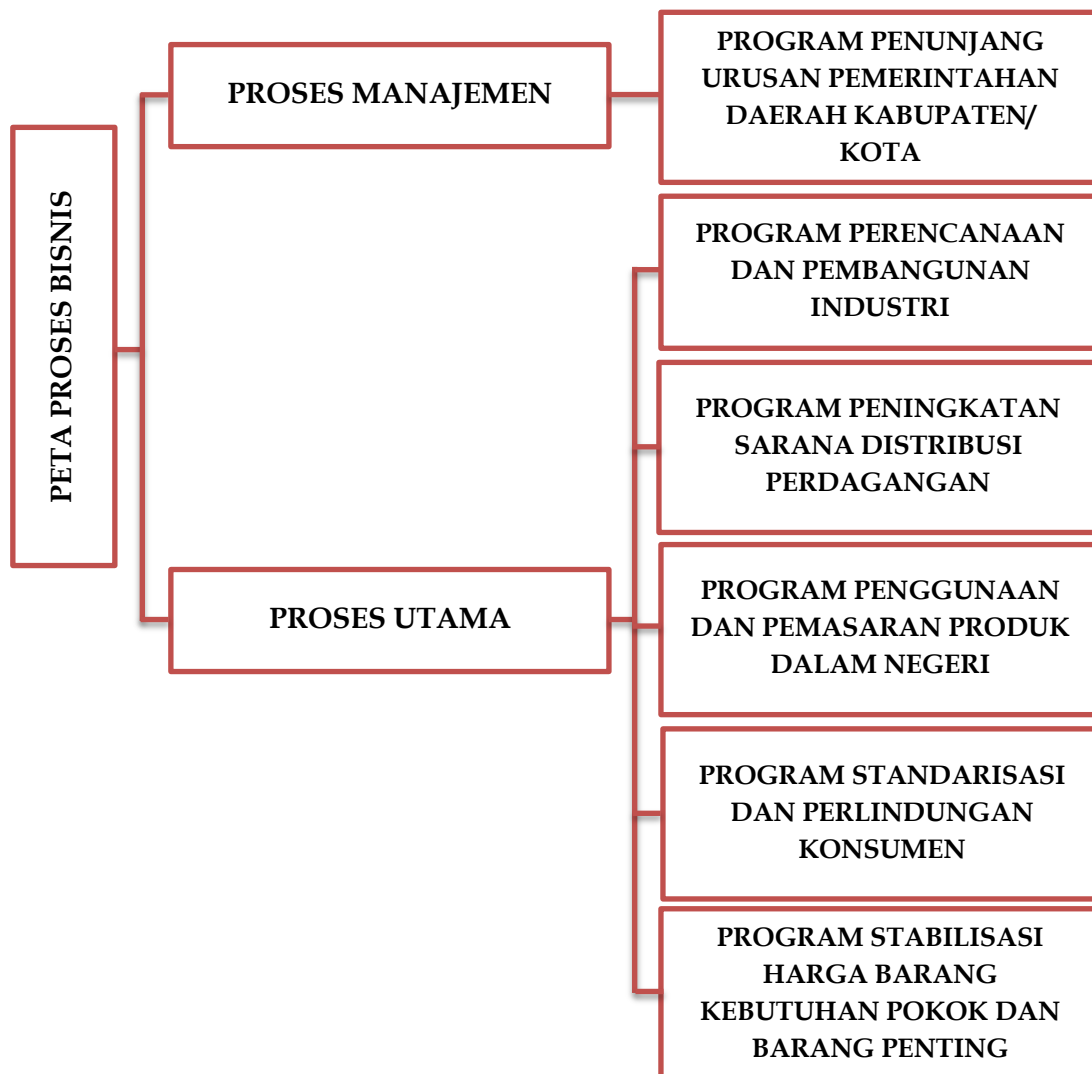 PETA PROSES BISNIS
PROSES MANAJEMEN
PROGRAM PENUNJANG
URUSAN PEMERINTAHAN
DAERAH KABUPATEN/
KOTA
PROSES UTAMA
PROGRAM PERENCANAAN
DAN PEMBANGUNAN
INDUSTRI
PROGRAM PENINGKATAN
SARANA DISTRIBUSI
PERDAGANGAN
PROGRAM PENGGUNAAN
DAN PEMASARAN PRODUK
DALAM NEGERI
PROGRAM STANDARISASI
DAN PERLINDUNGAN
KONSUMEN
PROGRAM STABILISASI
HARGA BARANG
KEBUTUHAN POKOK DAN
BARANG PENTING